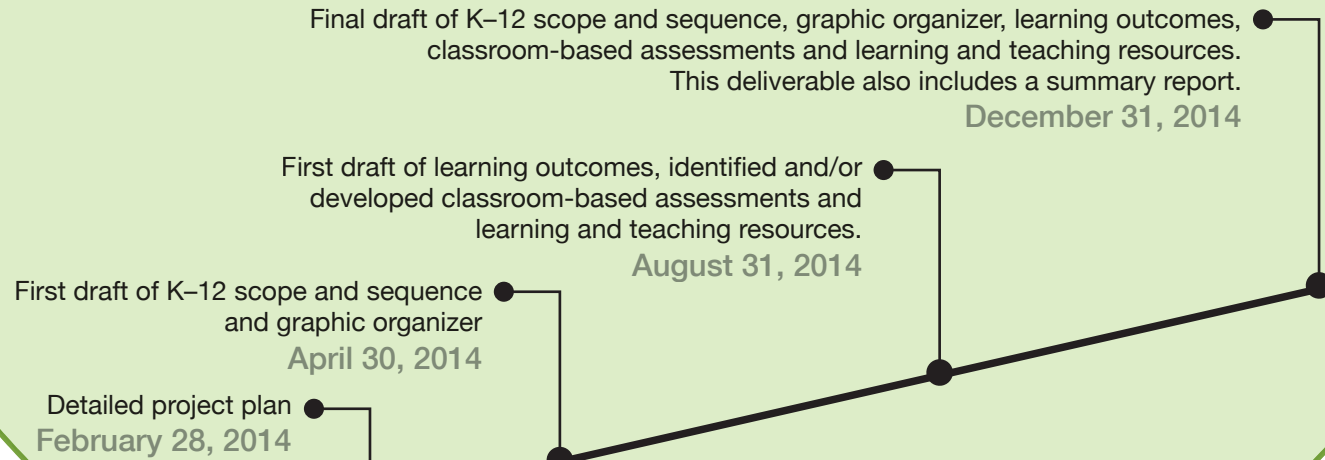 Final draft of K–12 scope and sequence, graphic organizer, learning outcomes,
classroom-based assessments and learning and teaching resources.
This deliverable also includes a summary report.
December 31, 2014
First draft of learning outcomes, identified and/or
developed classroom-based assessments and
learning and teaching resources.
August 31, 2014
First draft of K–12 scope and sequence
and graphic organizer
April 30, 2014
Detailed project plan
February 28, 2014